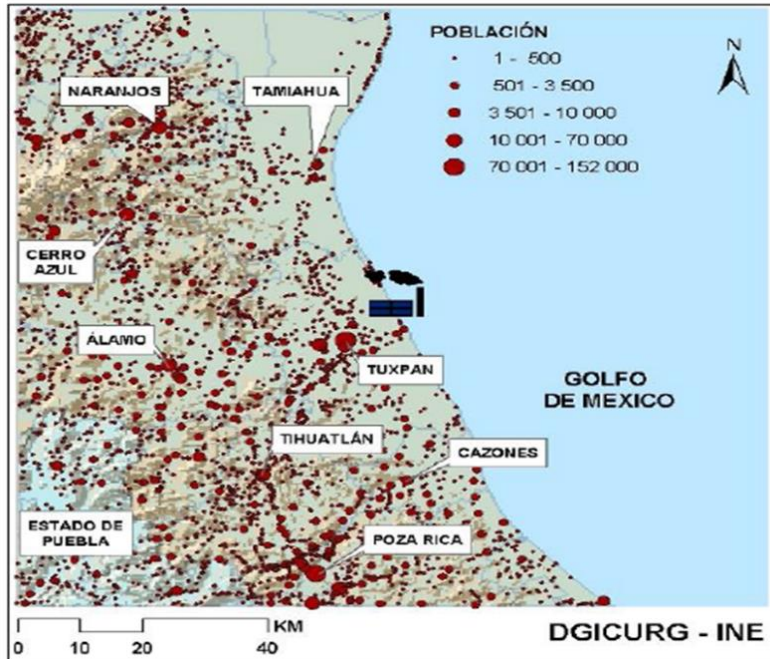 POBLACIÓN
1 - 500
501 - 3 500
3 501 - 10 000
10 001 - 70 000
70 001 - 152 000
N
NARANJOS
TAMIAHUA
CERRO
AZUL
ÁLAMO
TUXPAN
GOLFO
DE MEXICO
TIHUATLÁN
CAZONES
ESTADO DE
PUEBLA
POZA RICA
KM
0 10 20 40
DGICURG - INE